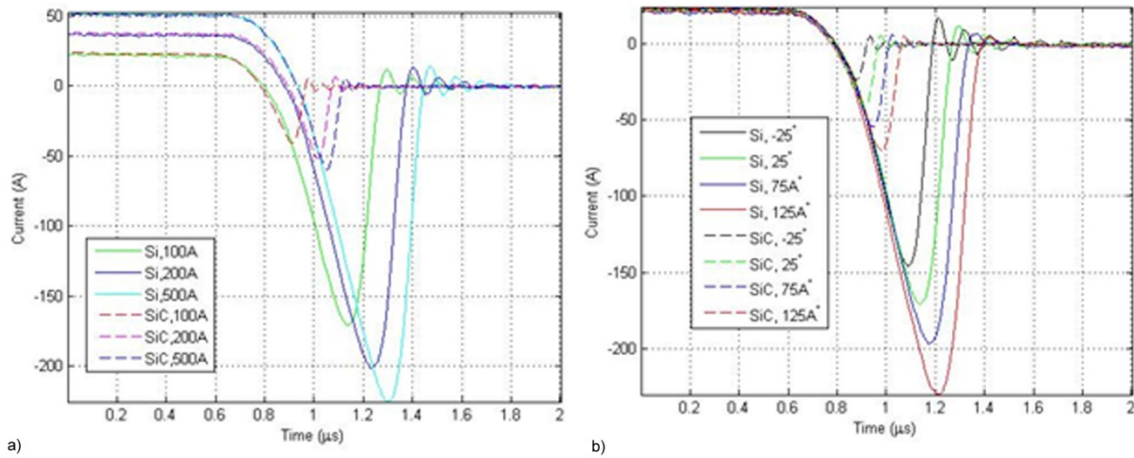 50
0
-50
-100
-150
-200
Current (A)
Si,100A
Si,200A
Si,500A
SiC,100A
SiC,200A
SiC,500A
0.2 0.4 0.6 0.8 1 1.2 1.4 1.6 1.8 2
Time (μs)
a)
0
-50
-100
-150
-200
Current (A)
Si, -25*
Si, 25*
Si, 75A*
Si, 125A*
SiC, -25*
SiC, 25*
SiC, 75A*
SiC, 125A*
0.2 0.4 0.6 0.8 1 1.2 1.4 1.6 1.8 2
Time (μs)
b)